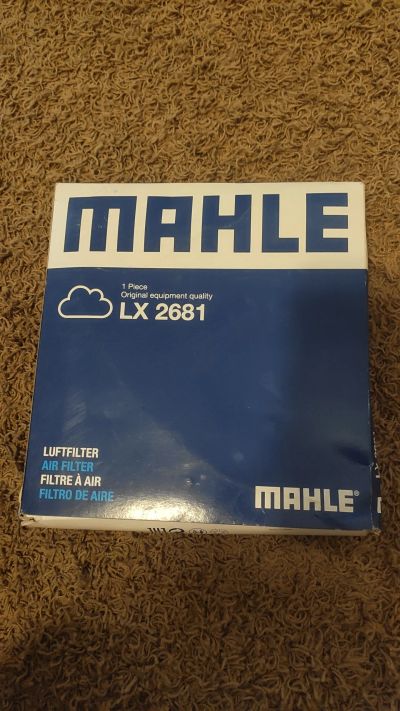 MAHLE
1 Piece
Original equipment quality
LX 2681
LUFTFILTER
AIR FILTER
FILTRE À AIR
FILTRO DE AIRE
MAHLE®